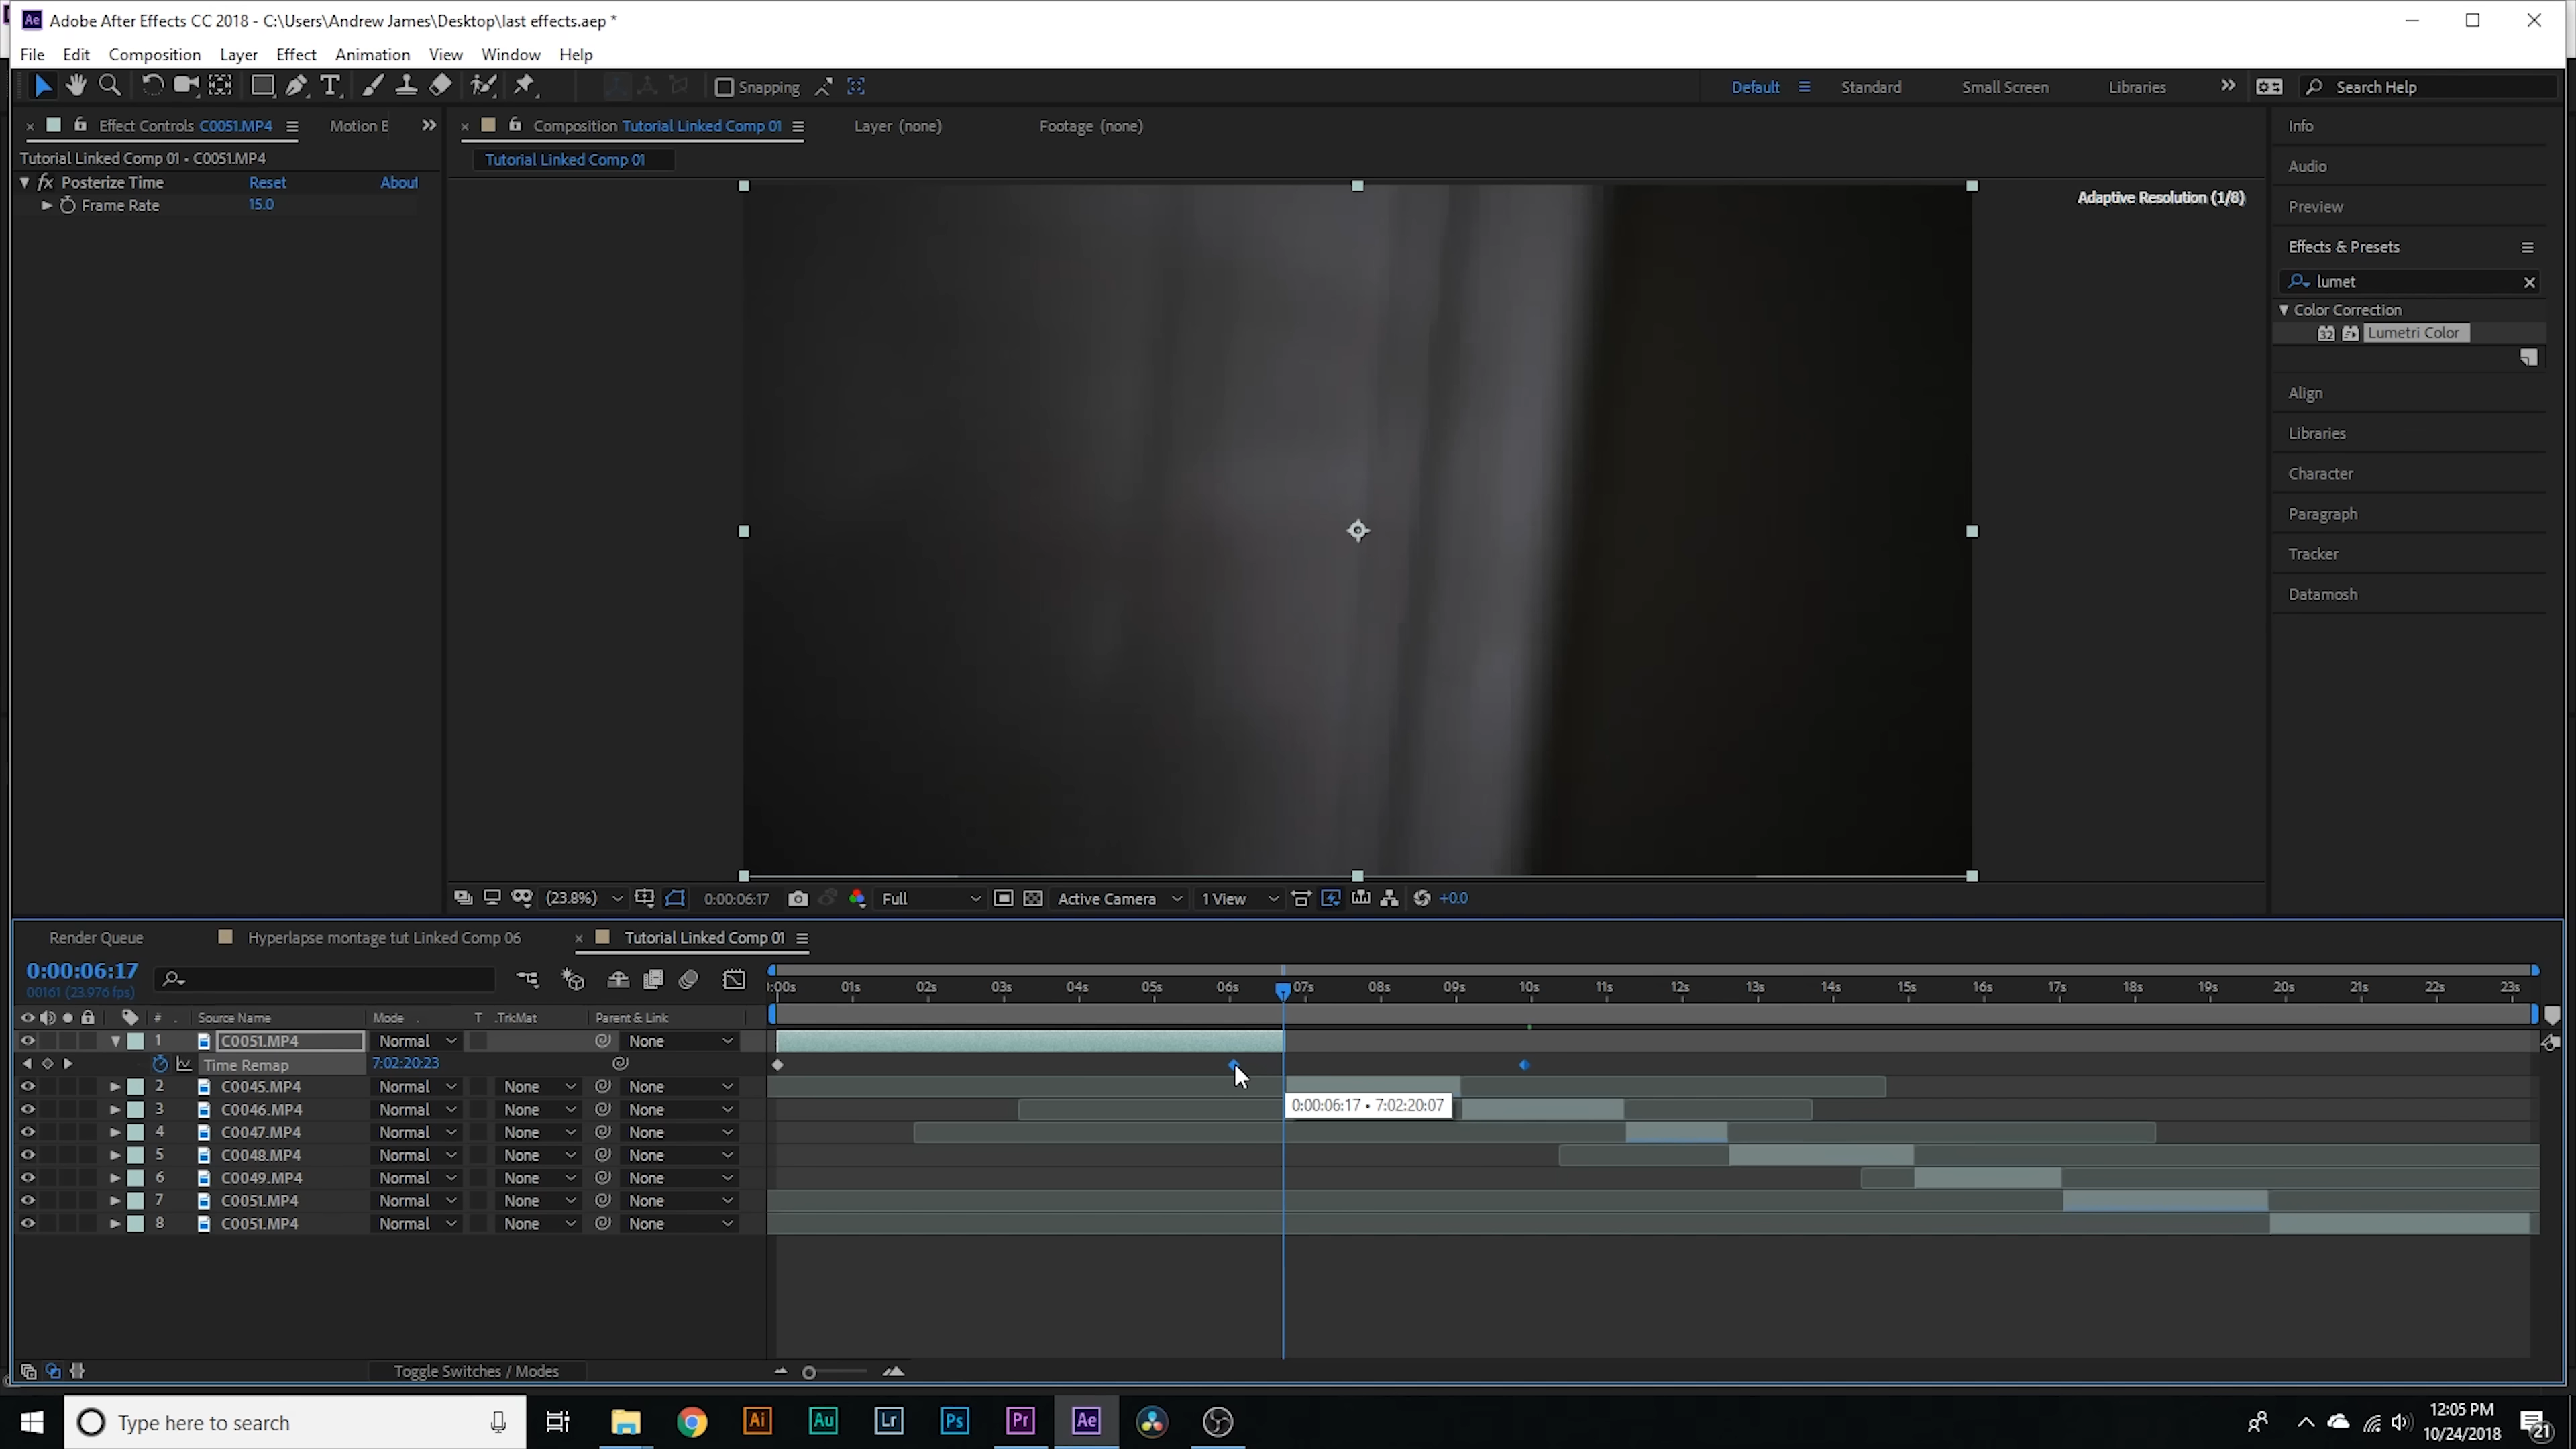 Adobe After Effects CC 2018 - C:\Users\Andrew James\Desktop\last effects.aep *
File Edit Composition Layer Effect Animation View Window Help
Snapping Default Standard Small Screen Libraries Search Help
Effect Controls C0051.MP4 Motion B Composition Tutorial Linked Comp 01 Layer (none) Footage (none)
Tutorial Linked Comp 01 • C0051.MP4
Tutorial Linked Comp 01
fx Posterize Time Reset About
Frame Rate 15.0
Adaptive Resolution (1/8)
Info
Audio
Preview
Effects & Presets
lumet
Color Correction
32 Lumetri Color
Align
Libraries
Character
Paragraph
Tracker
Datamosh
(23.8%) 0:00:06:17 Full Active Camera 1 View +0.0
Render Queue Hyperlapse montage tut Linked Comp 06 Tutorial Linked Comp 01
0:00:06:17
00161 (23.976 fps)
:00s 01s 02s 03s 04s 05s 06s 07s 08s 09s 10s 11s 12s 13s 14s 15s 16s 17s 18s 19s 20s 21s 22s 23s
# Source Name Mode T .TrkMat Parent & Link
1 C0051.MP4 Normal None
Time Remap 7:02:20:23
2 C0045.MP4 Normal None None
3 C0046.MP4 Normal None None
0:00:06:17 • 7:02:20:07
4 C0047.MP4 Normal None None
5 C0048.MP4 Normal None None
6 C0049.MP4 Normal None None
7 C0051.MP4 Normal None None
8 C0051.MP4 Normal None None
Toggle Switches / Modes
Type here to search
Ai Au Lr Ps Pr Ae
12:05 PM
10/24/2018
21